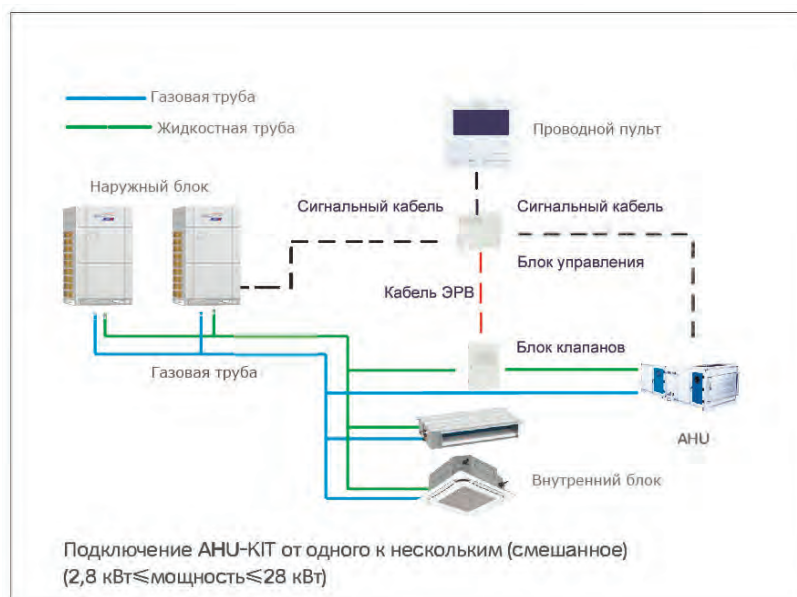 Газовая труба
Жидкостная труба
Проводной пульт
Наружный блок
Сигнальный кабель
Сигнальный кабель
Блок управления
Кабель ЭРВ
Блок клапанов
Газовая труба
AHU
Внутренний блок
Подключение AHU-KIT от одного к нескольким (смешанное)
(2,8 кВт≤мощность≤28 кВт)